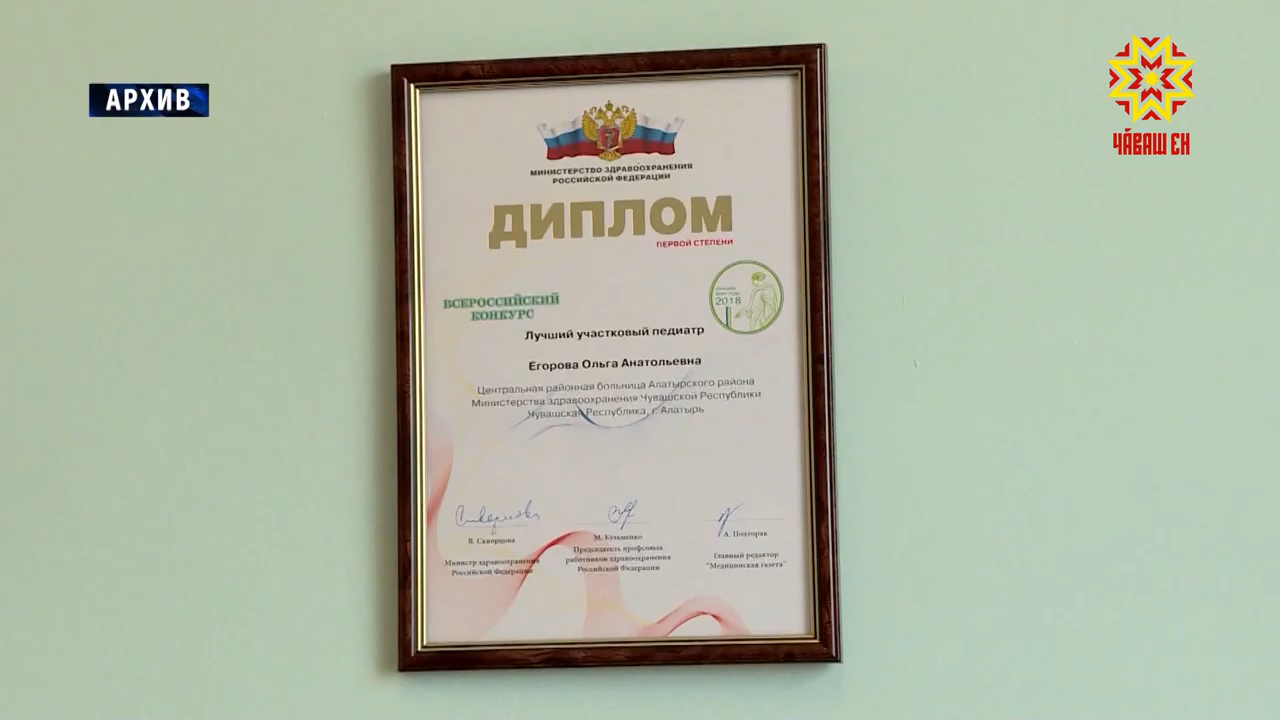 АРХИВ
ЧӐВАШ ЕН
МИНИСТЕРСТВО ЗДРАВООХРАНЕНИЯ
РОССИЙСКОЙ ФЕДЕРАЦИИ
ДИПЛОМ
ПЕРВОЙ СТЕПЕНИ
ВСЕРОССИЙСКИЙ
КОНКУРС
2018
Лучший участковый педиатр
Егорова Ольга Анатольевна
Центральная районная больница Алатырского района
Министерства здравоохранения Чувашской Республики
Чувашская Республика, г. Алатырь
В. Скворцова
Министр здравоохранения
Российской Федерации
М. Кузьменко
Председатель профсоюза
работников здравоохранения
Российской Федерации
А. Полторак
Главный редактор
"Медицинская газета"